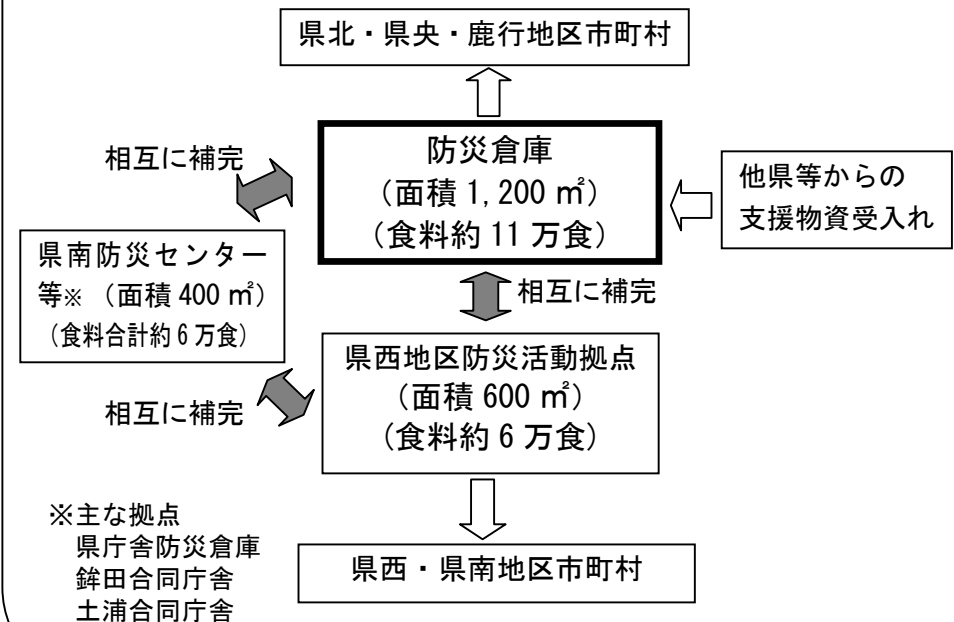 県北・県央・鹿行地区市町村
防災倉庫
（面積 1,200 ㎡）
（食料約 11 万食）
他県等からの
支援物資受入れ
相互に補完
県南防災センター
等※ （面積 400 ㎡）
（食料合計約 6 万食）
相互に補完
県西地区防災活動拠点
（面積 600 ㎡）
（食料約 6 万食）
相互に補完
※主な拠点
県庁舎防災倉庫
鉾田合同庁舎
土浦合同庁舎
県西・県南地区市町村